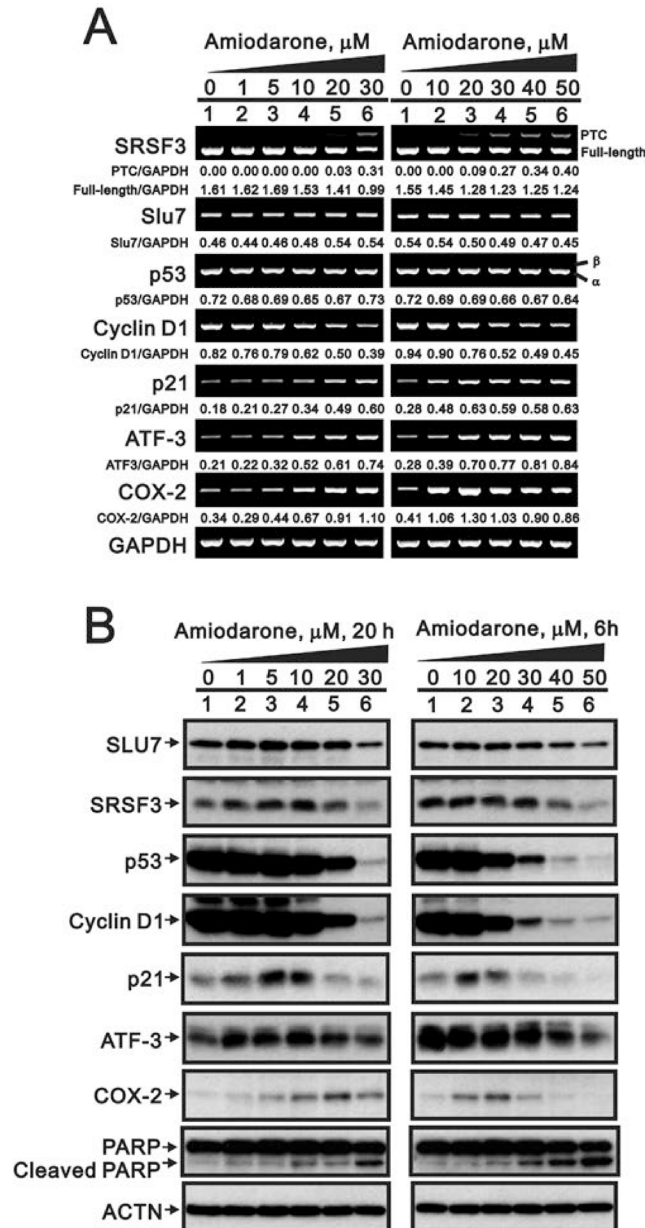 A
Amiodarone, μM Amiodarone, μM
0 1 5 10 20 30 0 10 20 30 40 50
1 2 3 4 5 6 1 2 3 4 5 6
SRSF3 PTC
Full-length
PTC/GAPDH 0.00 0.00 0.00 0.00 0.03 0.31 0.00 0.00 0.09 0.27 0.34 0.40
Full-length/GAPDH 1.61 1.62 1.69 1.53 1.41 0.99 1.55 1.45 1.28 1.23 1.25 1.24
Slu7
Slu7/GAPDH 0.46 0.44 0.46 0.48 0.54 0.54 0.54 0.54 0.50 0.49 0.47 0.45
p53 β
α
p53/GAPDH 0.72 0.68 0.69 0.65 0.67 0.73 0.72 0.69 0.69 0.66 0.67 0.64
Cyclin D1
Cyclin D1/GAPDH 0.82 0.76 0.79 0.62 0.50 0.39 0.94 0.90 0.76 0.52 0.49 0.45
p21
p21/GAPDH 0.18 0.21 0.27 0.34 0.49 0.60 0.28 0.48 0.63 0.59 0.58 0.63
ATF-3
ATF3/GAPDH 0.21 0.22 0.32 0.52 0.61 0.74 0.28 0.39 0.70 0.77 0.81 0.84
COX-2
COX-2/GAPDH 0.34 0.29 0.44 0.67 0.91 1.10 0.41 1.06 1.30 1.03 0.90 0.86
GAPDH
B
Amiodarone, μM, 20 h Amiodarone, μM, 6h
0 1 5 10 20 30 0 10 20 30 40 50
1 2 3 4 5 6 1 2 3 4 5 6
SLU7
SRSF3
p53
Cyclin D1
p21
ATF-3
COX-2
PARP
Cleaved PARP
ACTN